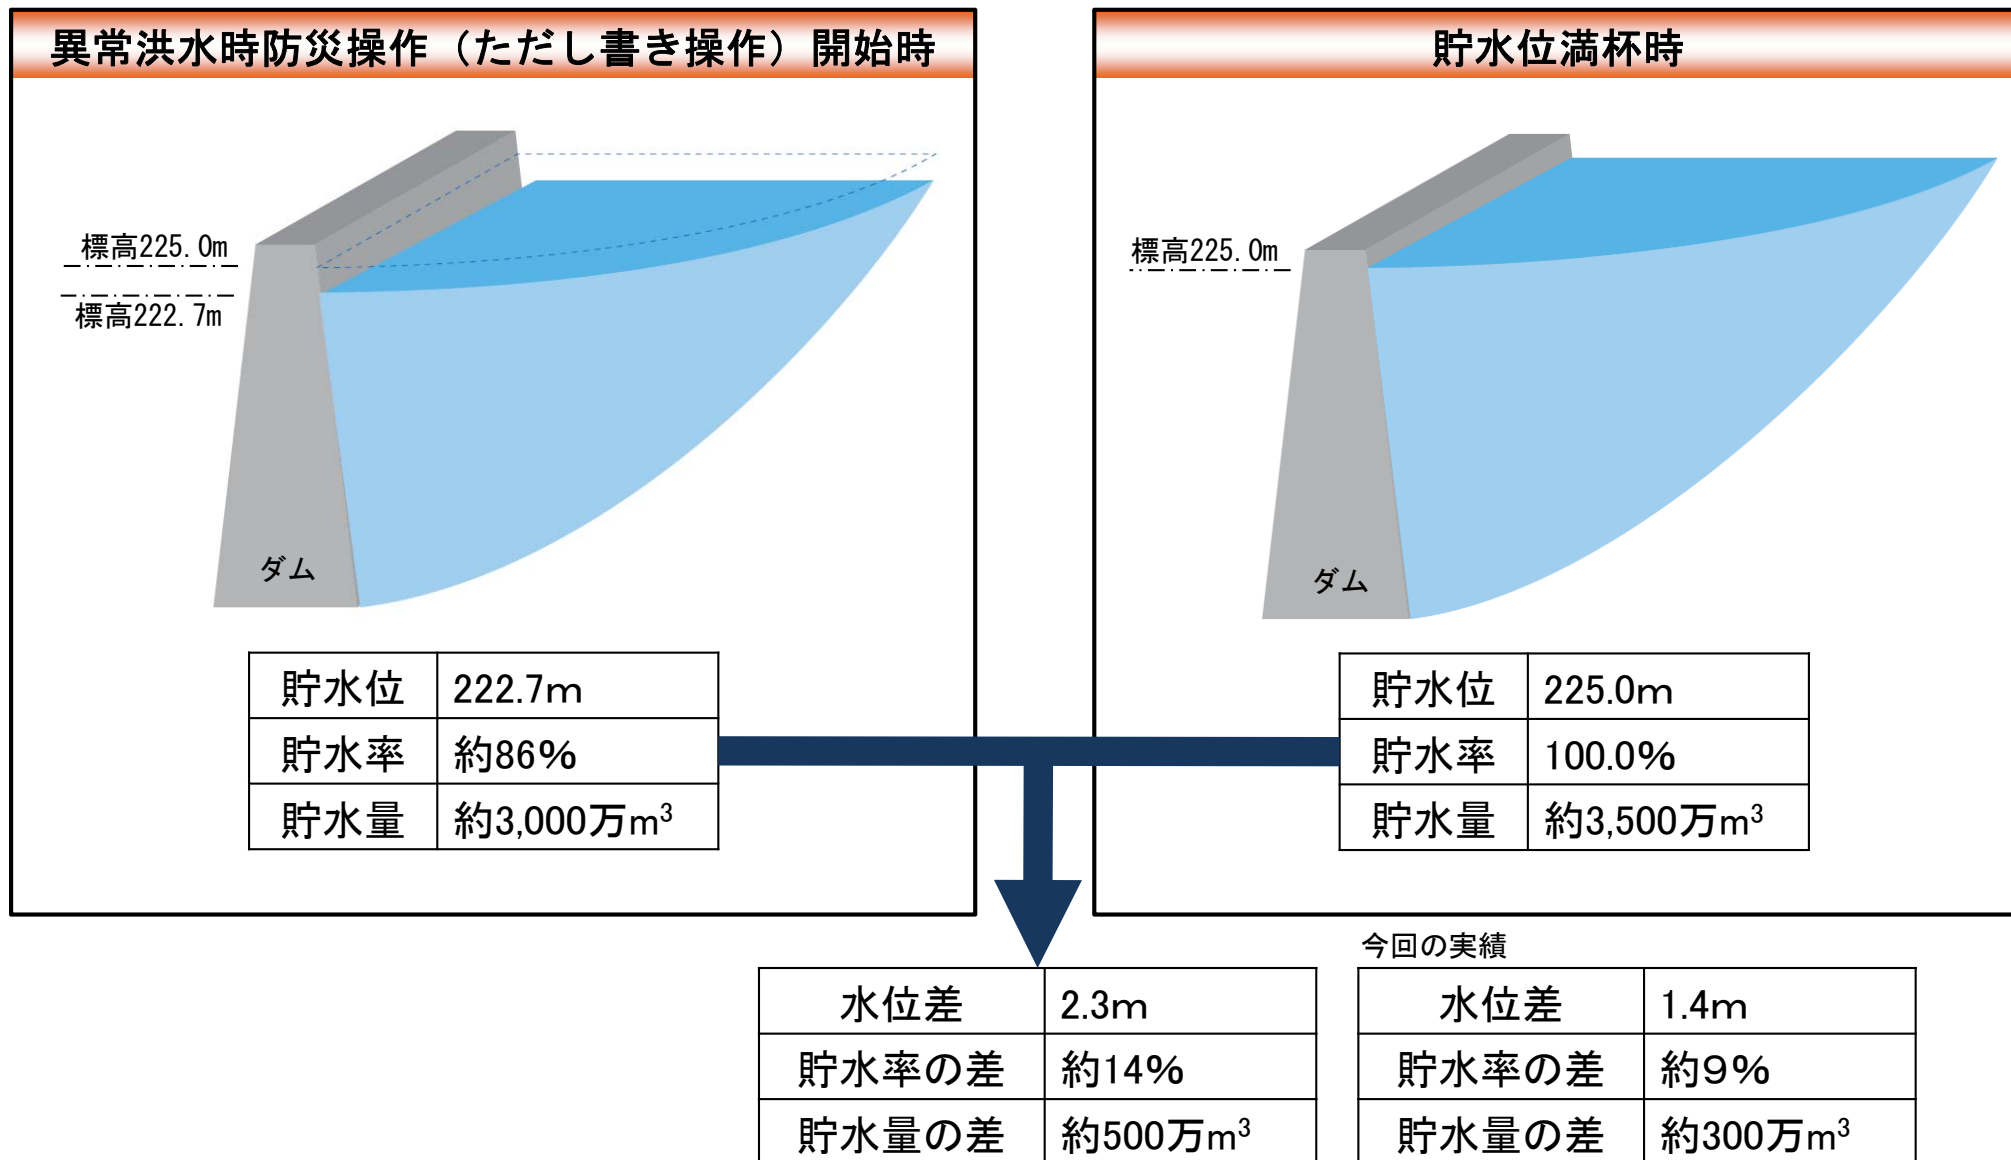 異常洪水時防災操作（ただし書き操作）開始時
標高225.0m
標高222.7m
ダム
貯水位 222.7m
貯水率 約86%
貯水量 約3,000万m³
貯水位満杯時
標高225.0m
ダム
貯水位 225.0m
貯水率 100.0%
貯水量 約3,500万m³
水位差 2.3m
貯水率の差 約14%
貯水量の差 約500万m³
今回の実績
水位差 1.4m
貯水率の差 約9%
貯水量の差 約300万m³